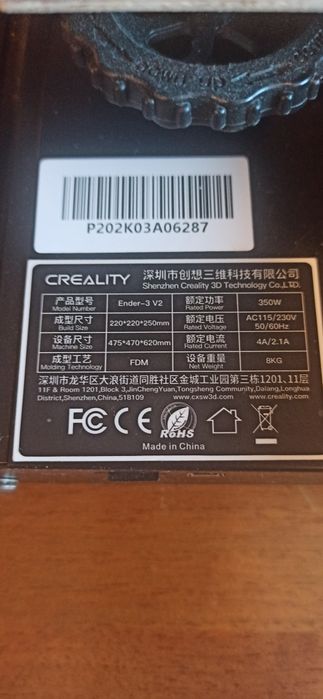 P202K03A06287
CREALITY 深圳市创想三维科技有限公司
Shenzhen Creality 3D Technology Co.,LTD.
产品型号 Ender-3 V2 额定功率 350W
Model Number Rated Power
成型尺寸 220*220*250mm 额定电压 AC115/230V
Build Size Rated Voltage 50/60Hz
设备尺寸 475*470*620mm 额定电流 4A/2.1A
Machine Size Rated Current
成型工艺 FDM 设备重量 8KG
Molding Technology Net Weight
深圳市龙华区大浪街道同胜社区金城工业园第三栋1201、11层
11F & Room 1201,Block 3,JinChengYuan,Tongsheng Community,Dalang,Longhua
District,Shenzhen,China,518109 www.cxsw3d.com www.creality.com
FC CE RoHS
Made in China